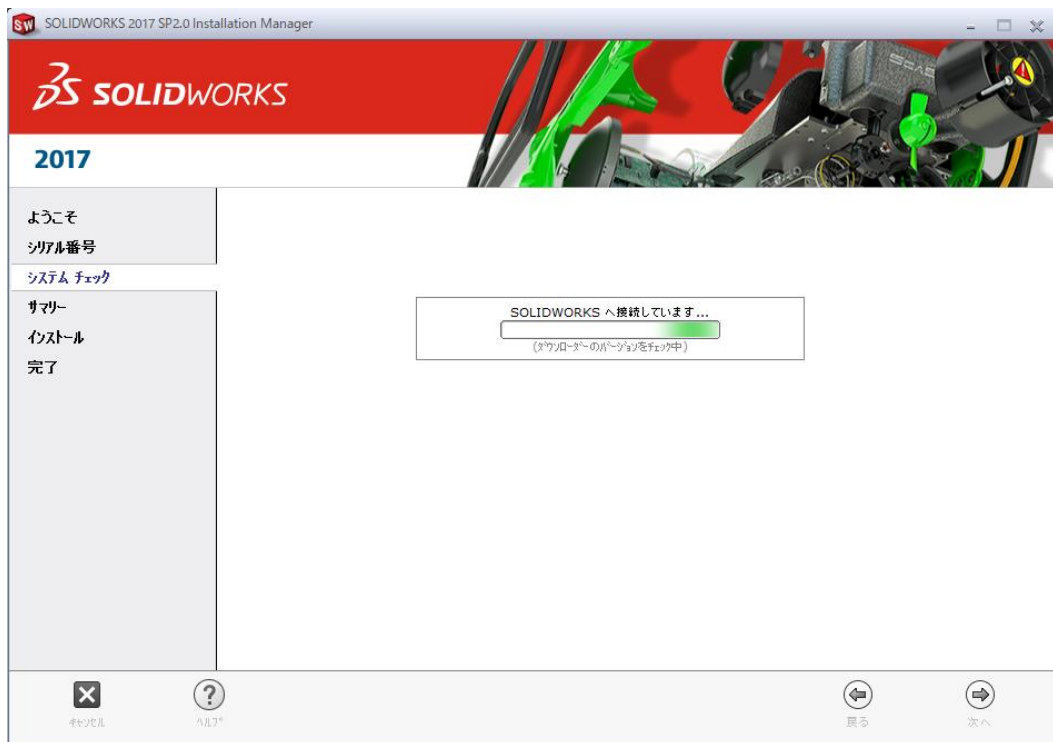 SOLIDWORKS 2017 SP2.0 Installation Manager
SOLIDWORKS
2017
ようこそ
ｼﾘｱﾙ番号
ｼｽﾃﾑ ﾁｪｯｸ
ｻﾏﾘｰ
ｲﾝｽﾄｰﾙ
完了
SOLIDWORKS へ接続しています...
(ﾀﾞｳﾝﾛｰﾀﾞｰのﾊﾞｰｼﾞｮﾝをﾁｪｯｸ中)
ｷｬﾝｾﾙ
ﾍﾙﾌﾟ
戻る
次へ